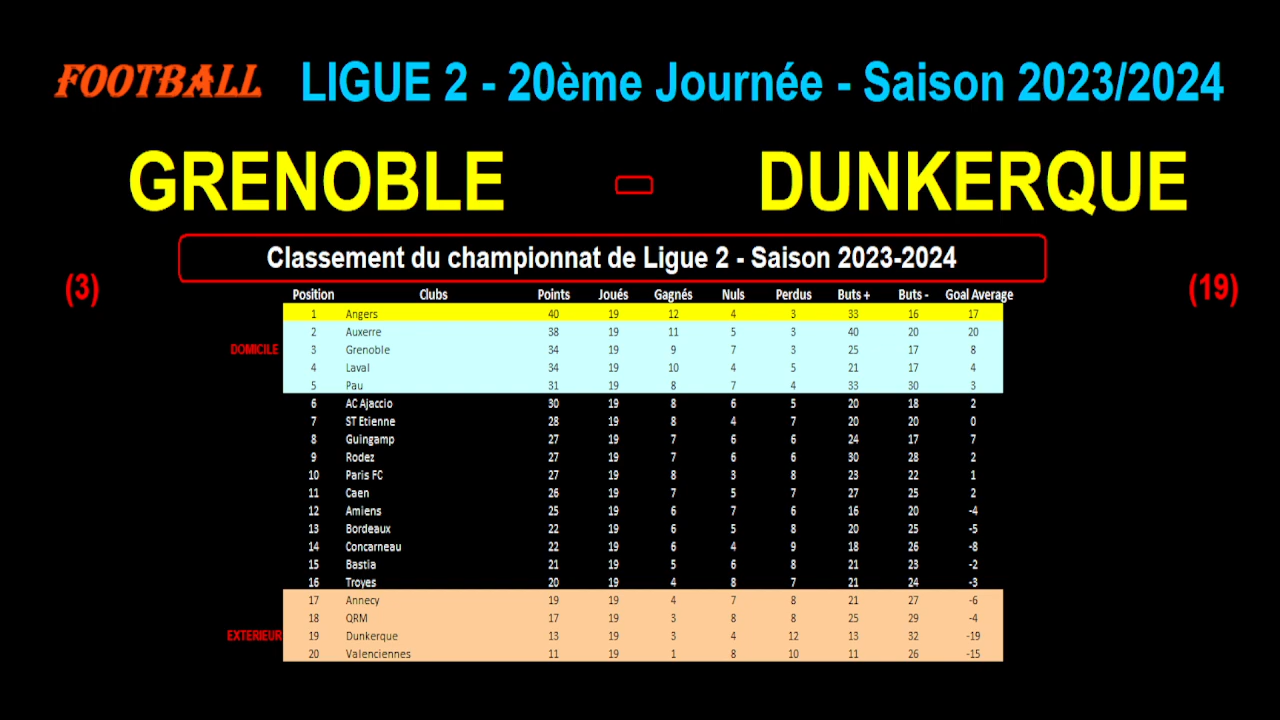 FOOTBALL LIGUE 2 - 20ème Journée - Saison 2023/2024
GRENOBLE - DUNKERQUE
Classement du championnat de Ligue 2 - Saison 2023-2024
(3) (19)
Position Clubs Points Joués Gagnés Nuls Perdus Buts + Buts - Goal Average
1 Angers 40 19 12 4 3 33 16 17
2 Auxerre 38 19 11 5 3 40 20 20
DOMICILE 3 Grenoble 34 19 9 7 3 25 17 8
4 Laval 34 19 10 4 5 21 17 4
5 Pau 31 19 8 7 4 33 30 3
6 AC Ajaccio 30 19 8 6 5 20 18 2
7 ST Etienne 28 19 8 4 7 20 20 0
8 Guingamp 27 19 7 6 6 24 17 7
9 Rodez 27 19 7 6 6 30 28 2
10 Paris FC 27 19 8 3 8 23 22 1
11 Caen 26 19 7 5 7 27 25 2
12 Amiens 25 19 6 7 6 16 20 -4
13 Bordeaux 22 19 6 5 8 20 25 -5
14 Concarneau 22 19 6 4 9 18 26 -8
15 Bastia 21 19 5 6 8 21 23 -2
16 Troyes 20 19 4 8 7 21 24 -3
17 Annecy 19 19 4 7 8 21 27 -6
18 QRM 17 19 3 8 8 25 29 -4
EXTERIEUR 19 Dunkerque 13 19 3 4 12 13 32 -19
20 Valenciennes 11 19 1 8 10 11 26 -15